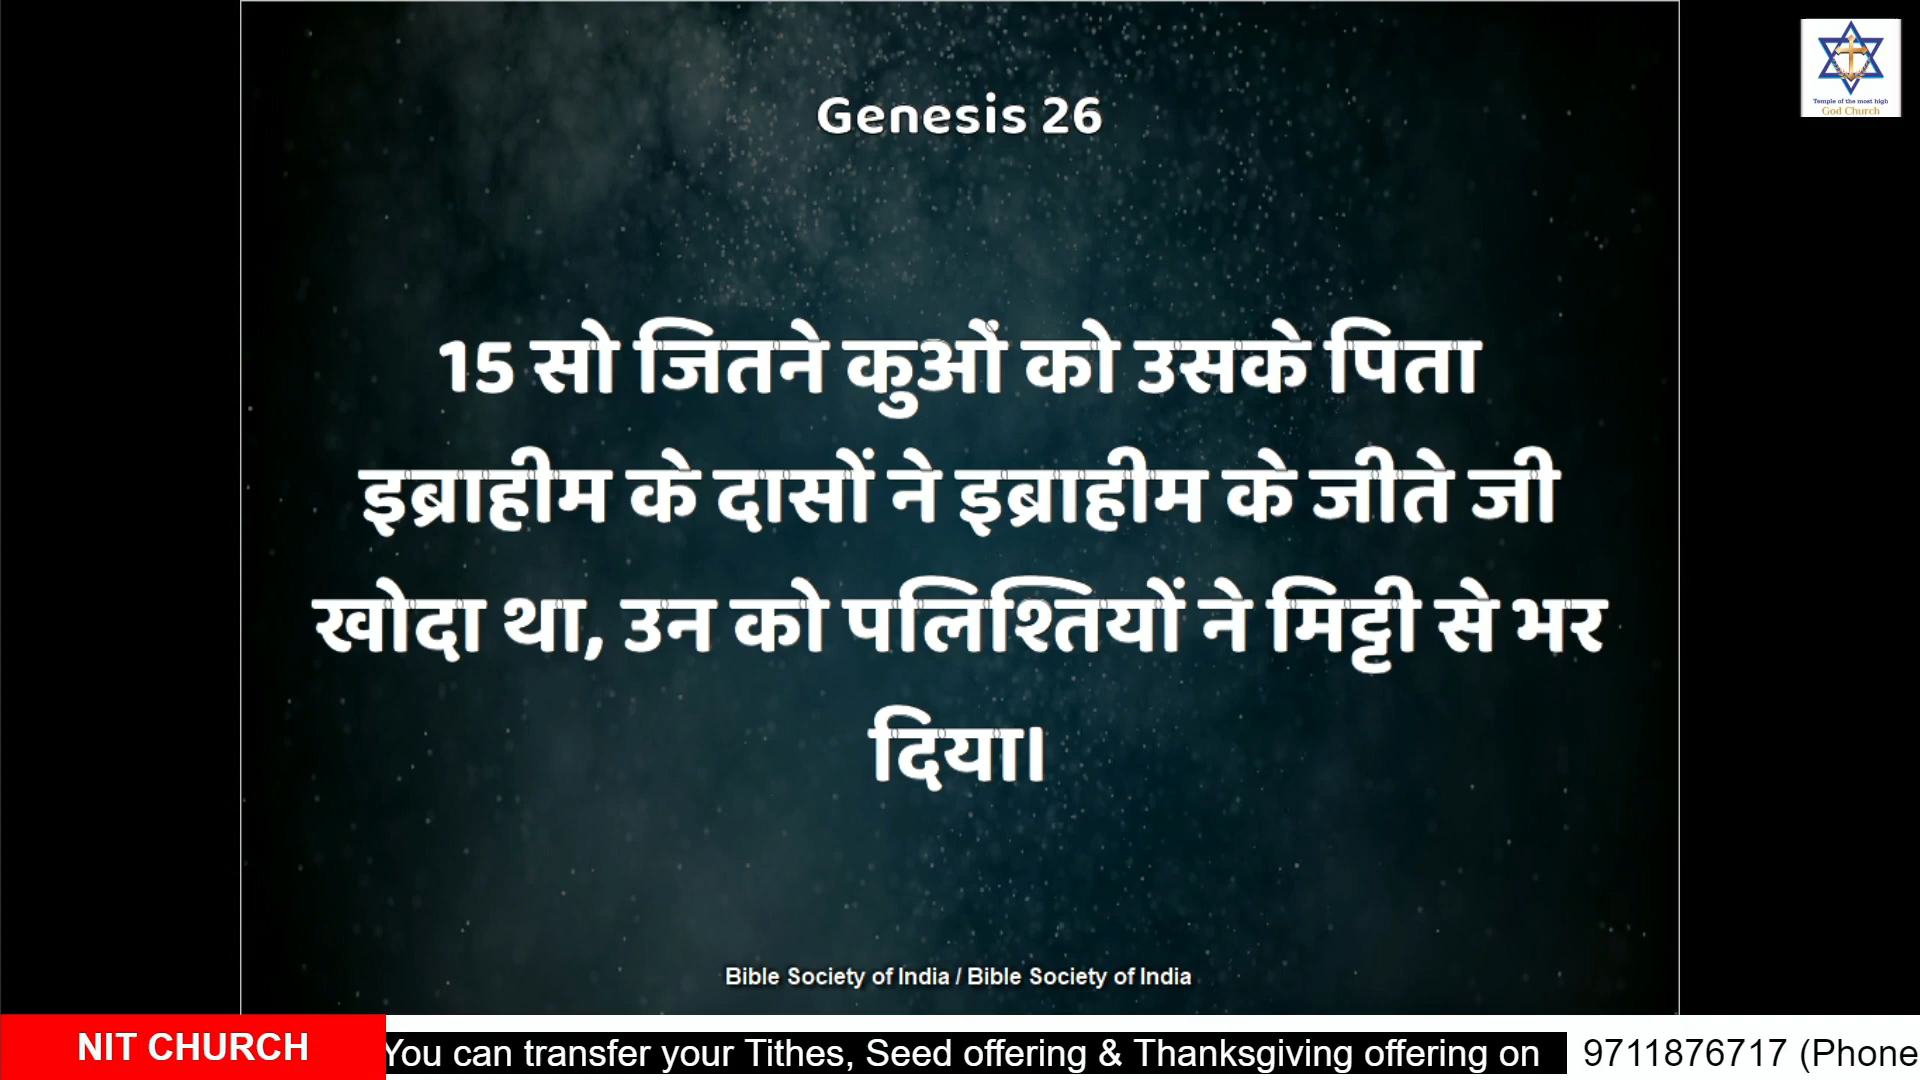 Genesis 26
Temple of the most high
God Church
15 सो जितने कुओं को उसके पिता
इब्राहीम के दासों ने इब्राहीम के जीते जी
खोदा था, उन को पलिश्तियों ने मिट्टी से भर
दिया।
Bible Society of India / Bible Society of India
NIT CHURCH
You can transfer your Tithes, Seed offering & Thanksgiving offering on 9711876717 (Phone